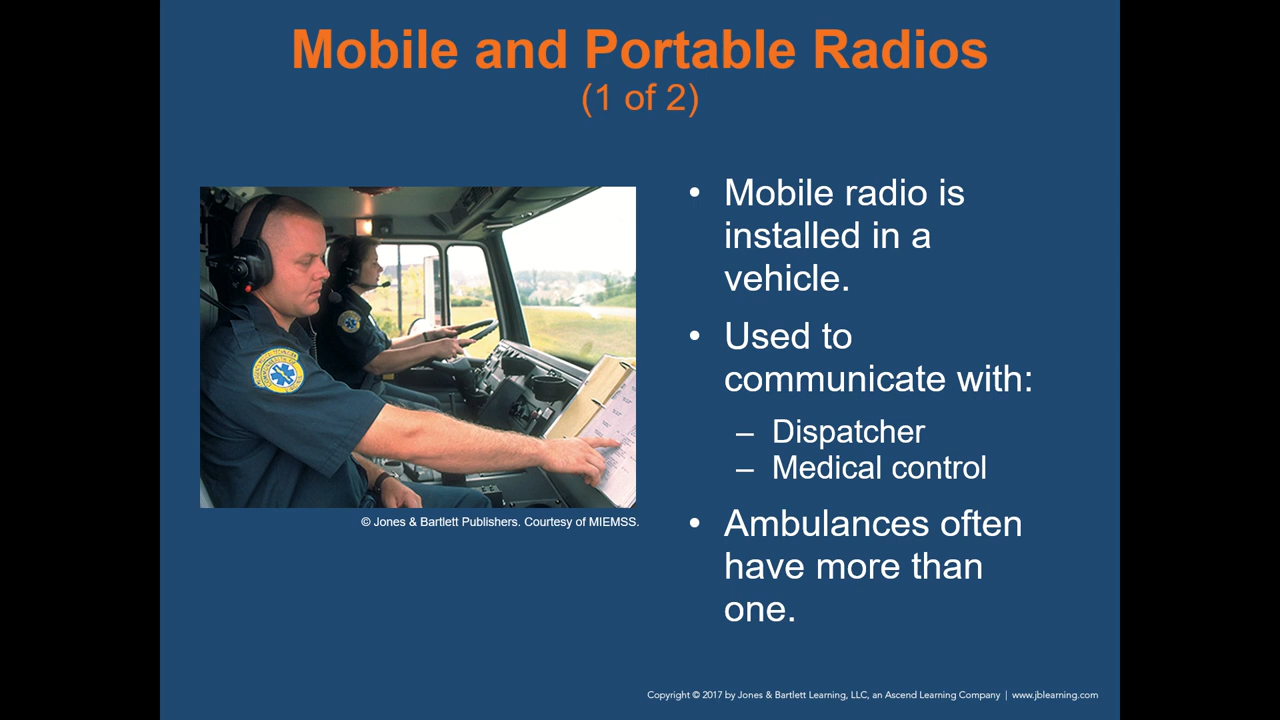 Mobile and Portable Radios
(1 of 2)
• Mobile radio is
installed in a
vehicle.
• Used to
communicate with:
– Dispatcher
– Medical control
• Ambulances often
have more than
one.
© Jones & Bartlett Publishers. Courtesy of MIEMSS.
Copyright © 2017 by Jones & Bartlett Learning, LLC, an Ascend Learning Company | www.jblearning.com